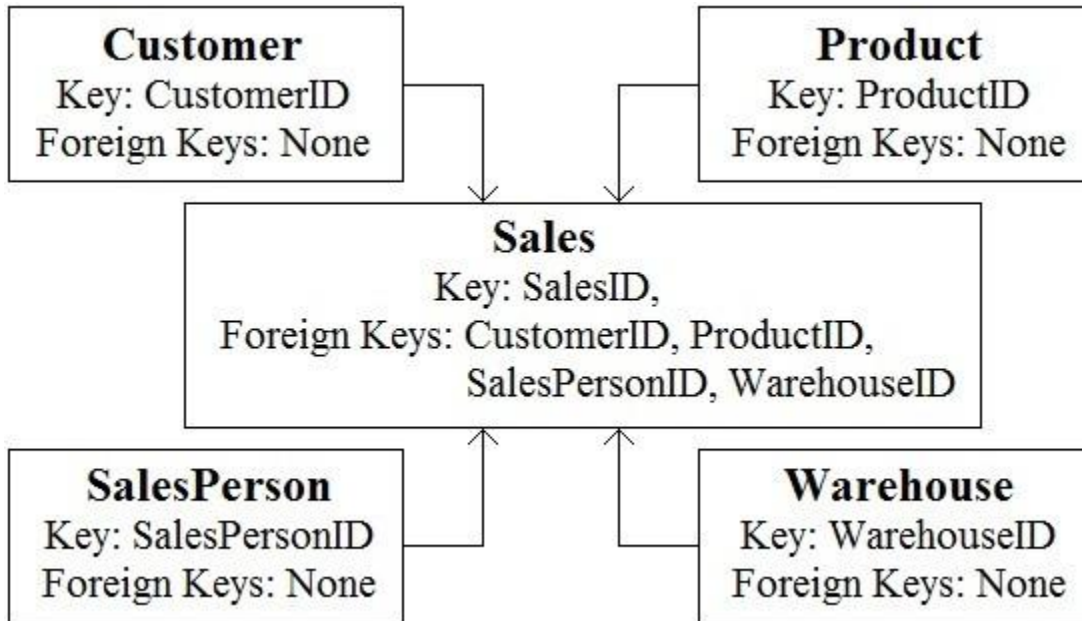 Customer
Key: CustomerID
Foreign Keys: None
Product
Key: ProductID
Foreign Keys: None
Sales
Key: SalesID,
Foreign Keys: CustomerID, ProductID,
SalesPersonID, WarehouseID
SalesPerson
Key: SalesPersonID
Foreign Keys: None
Warehouse
Key: WarehouseID
Foreign Keys: None